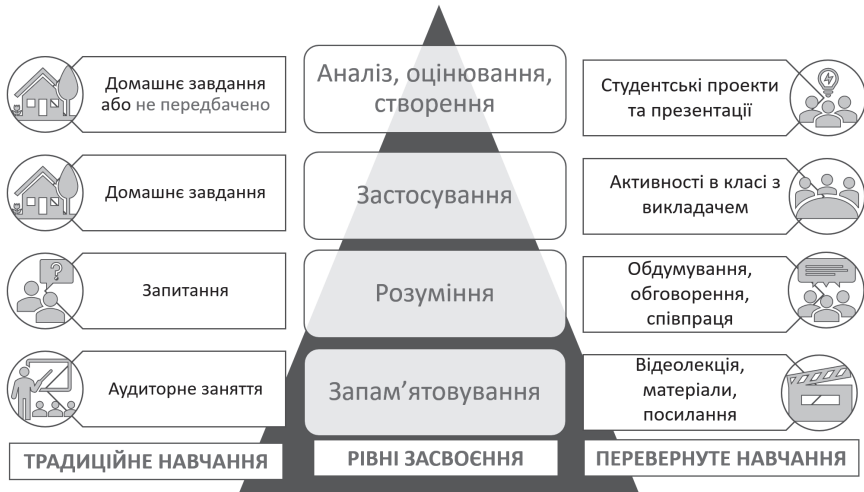 Домашнє завдання
або не передбачено
Аналіз, оцінювання,
створення
Студентські проекти
та презентації
Домашнє завдання
Застосування
Активності в класі з
викладачем
Запитання
Розуміння
Обдумування,
обговорення,
співпраця
Аудиторне заняття
Запам’ятовування
Відеолекція,
матеріали,
посилання
ТРАДИЦІЙНЕ НАВЧАННЯ
РІВНІ ЗАСВОЄННЯ
ПЕРЕВЕРНУТЕ НАВЧАННЯ